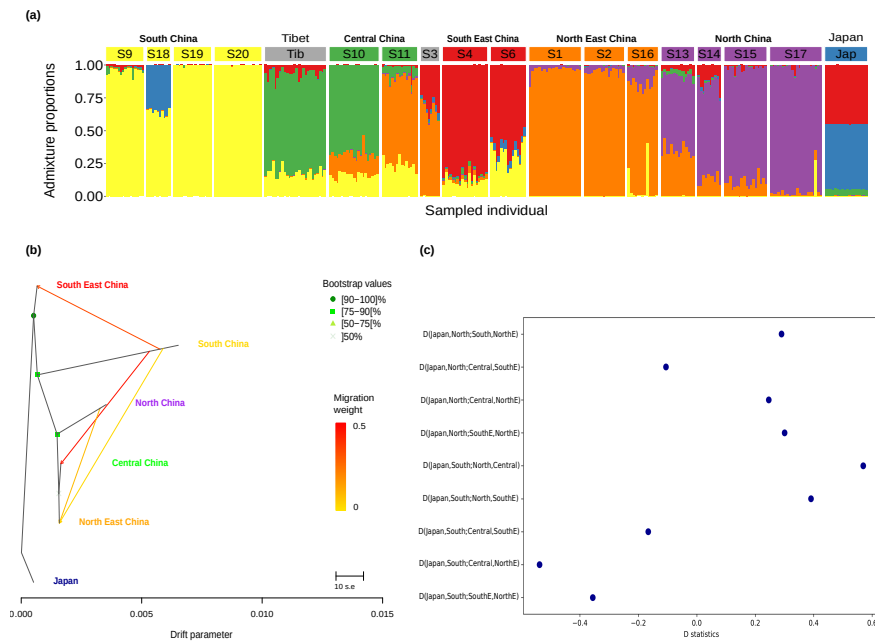 (a)
South China Tibet Central China South East China North East China North China Japan
S9 S18 S19 S20 Tib S10 S11 S3 S4 S6 S1 S2 S16 S13 S14 S15 S17 Jap
Admixture proportions
1.00
0.75
0.50
0.25
0.00
Sampled individual
(b)
South East China
South China
North China
Central China
North East China
Japan
Bootstrap values
[90−100]%
[75−90[%
[50−75[%
]50%
Migration
weight
0.5
0
10 s.e
0.000 0.005 0.010 0.015
Drift parameter
(c)
D(Japan,North;South,NorthE)
D(Japan,North;Central,SouthE)
D(Japan,North;Central,NorthE)
D(Japan,North;SouthE,NorthE)
D(Japan,South;North,Central)
D(Japan,South;North,SouthE)
D(Japan,South;Central,SouthE)
D(Japan,South;Central,NorthE)
D(Japan,South;SouthE,NorthE)
−0.4 −0.2 0.0 0.2 0.4 0.6
D statistics